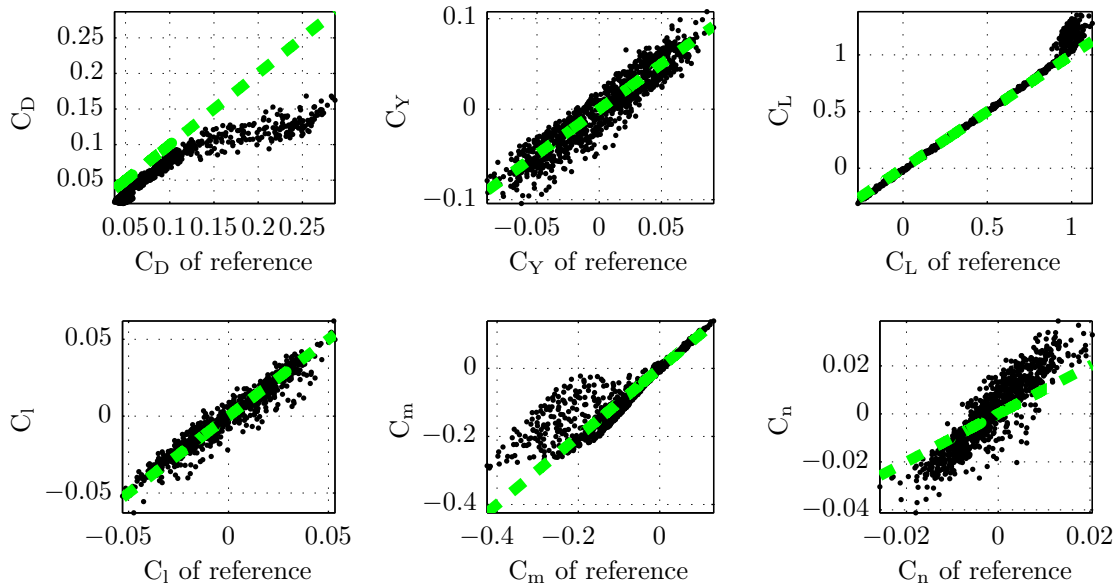 0.25
0.2
0.15
0.1
0.05
C_D
0.05 0.1 0.15 0.2 0.25
C_D of reference
0.1
0
−0.1
C_Y
−0.05 0 0.05
C_Y of reference
1
0.5
0
C_L
0 0.5 1
C_L of reference
0.05
0
−0.05
C_l
−0.05 0 0.05
C_l of reference
0
−0.2
−0.4
C_m
−0.4 −0.2 0
C_m of reference
0.02
0
−0.02
−0.04
C_n
−0.02 0 0.02
C_n of reference